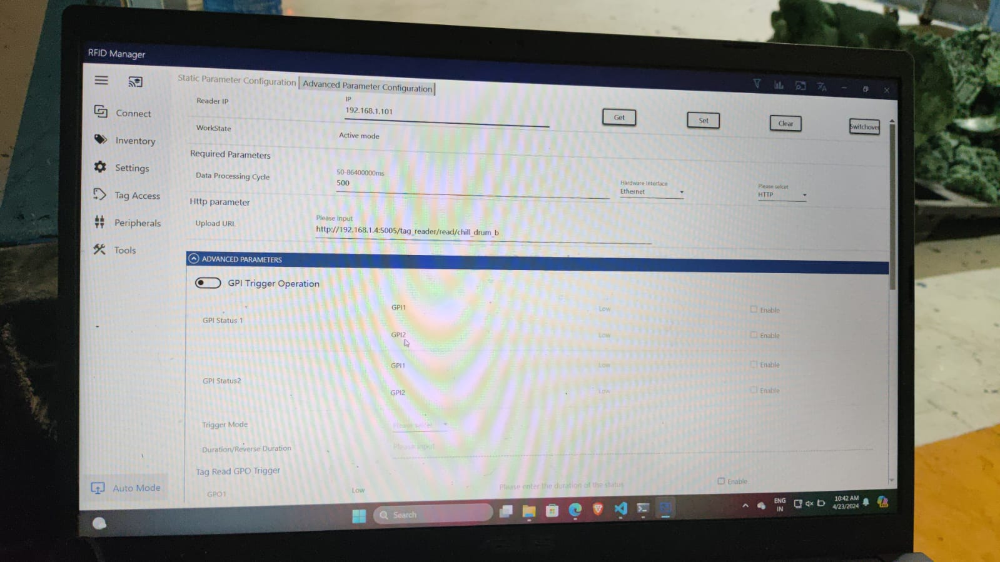 RFID Manager
Static Parameter Configuration
Advanced Parameter Configuration
Connect
Inventory
Settings
Tag Access
Peripherals
Tools
Auto Mode
Reader IP
IP
192.168.1.101
Get
Set
Clear
Switchover
WorkState
Active mode
Required Parameters
Data Processing Cycle
50-86400000ms
500
Hardware Interface
Ethernet
Please selcet
HTTP
Http parameter
Upload URL
Please Input
http://192.168.1.4:5005/tag_reader/read/chill_drum_b
ADVANCED PARAMETERS
GPI Trigger Operation
GPI Status 1
GPI1 Low Enable
GPI2 Low Enable
GPI Status2
GPI1 Low Enable
GPI2 Low Enable
Trigger Mode
Please selcet
Duration/Reverse Duration
Please input
Tag Read GPO Trigger
GPO1
Low
Please enter the duration of the status
Enable
Search
ENG
IN
10:42 AM
4/23/2024